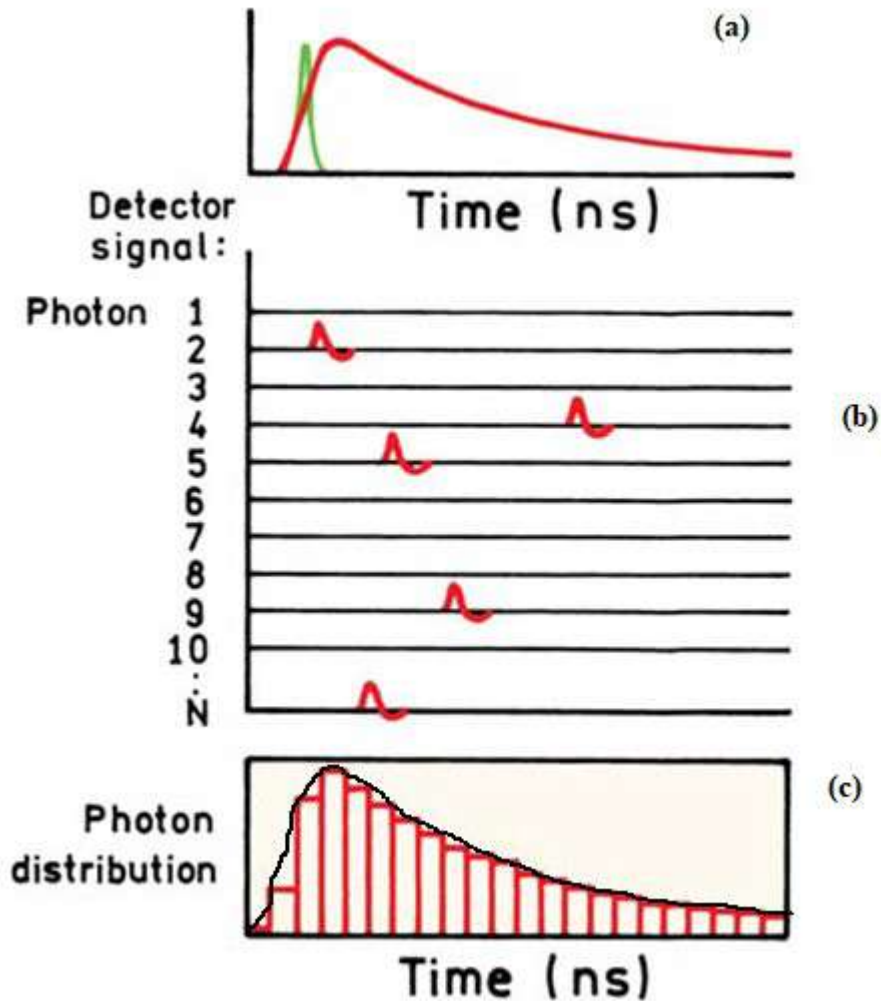 (a)
Time (ns)
Detector
signal:
Photon 1
2
3
4
(b)
5
6
7
8
9
10
:
N
(c)
Photon
distribution
Time (ns)